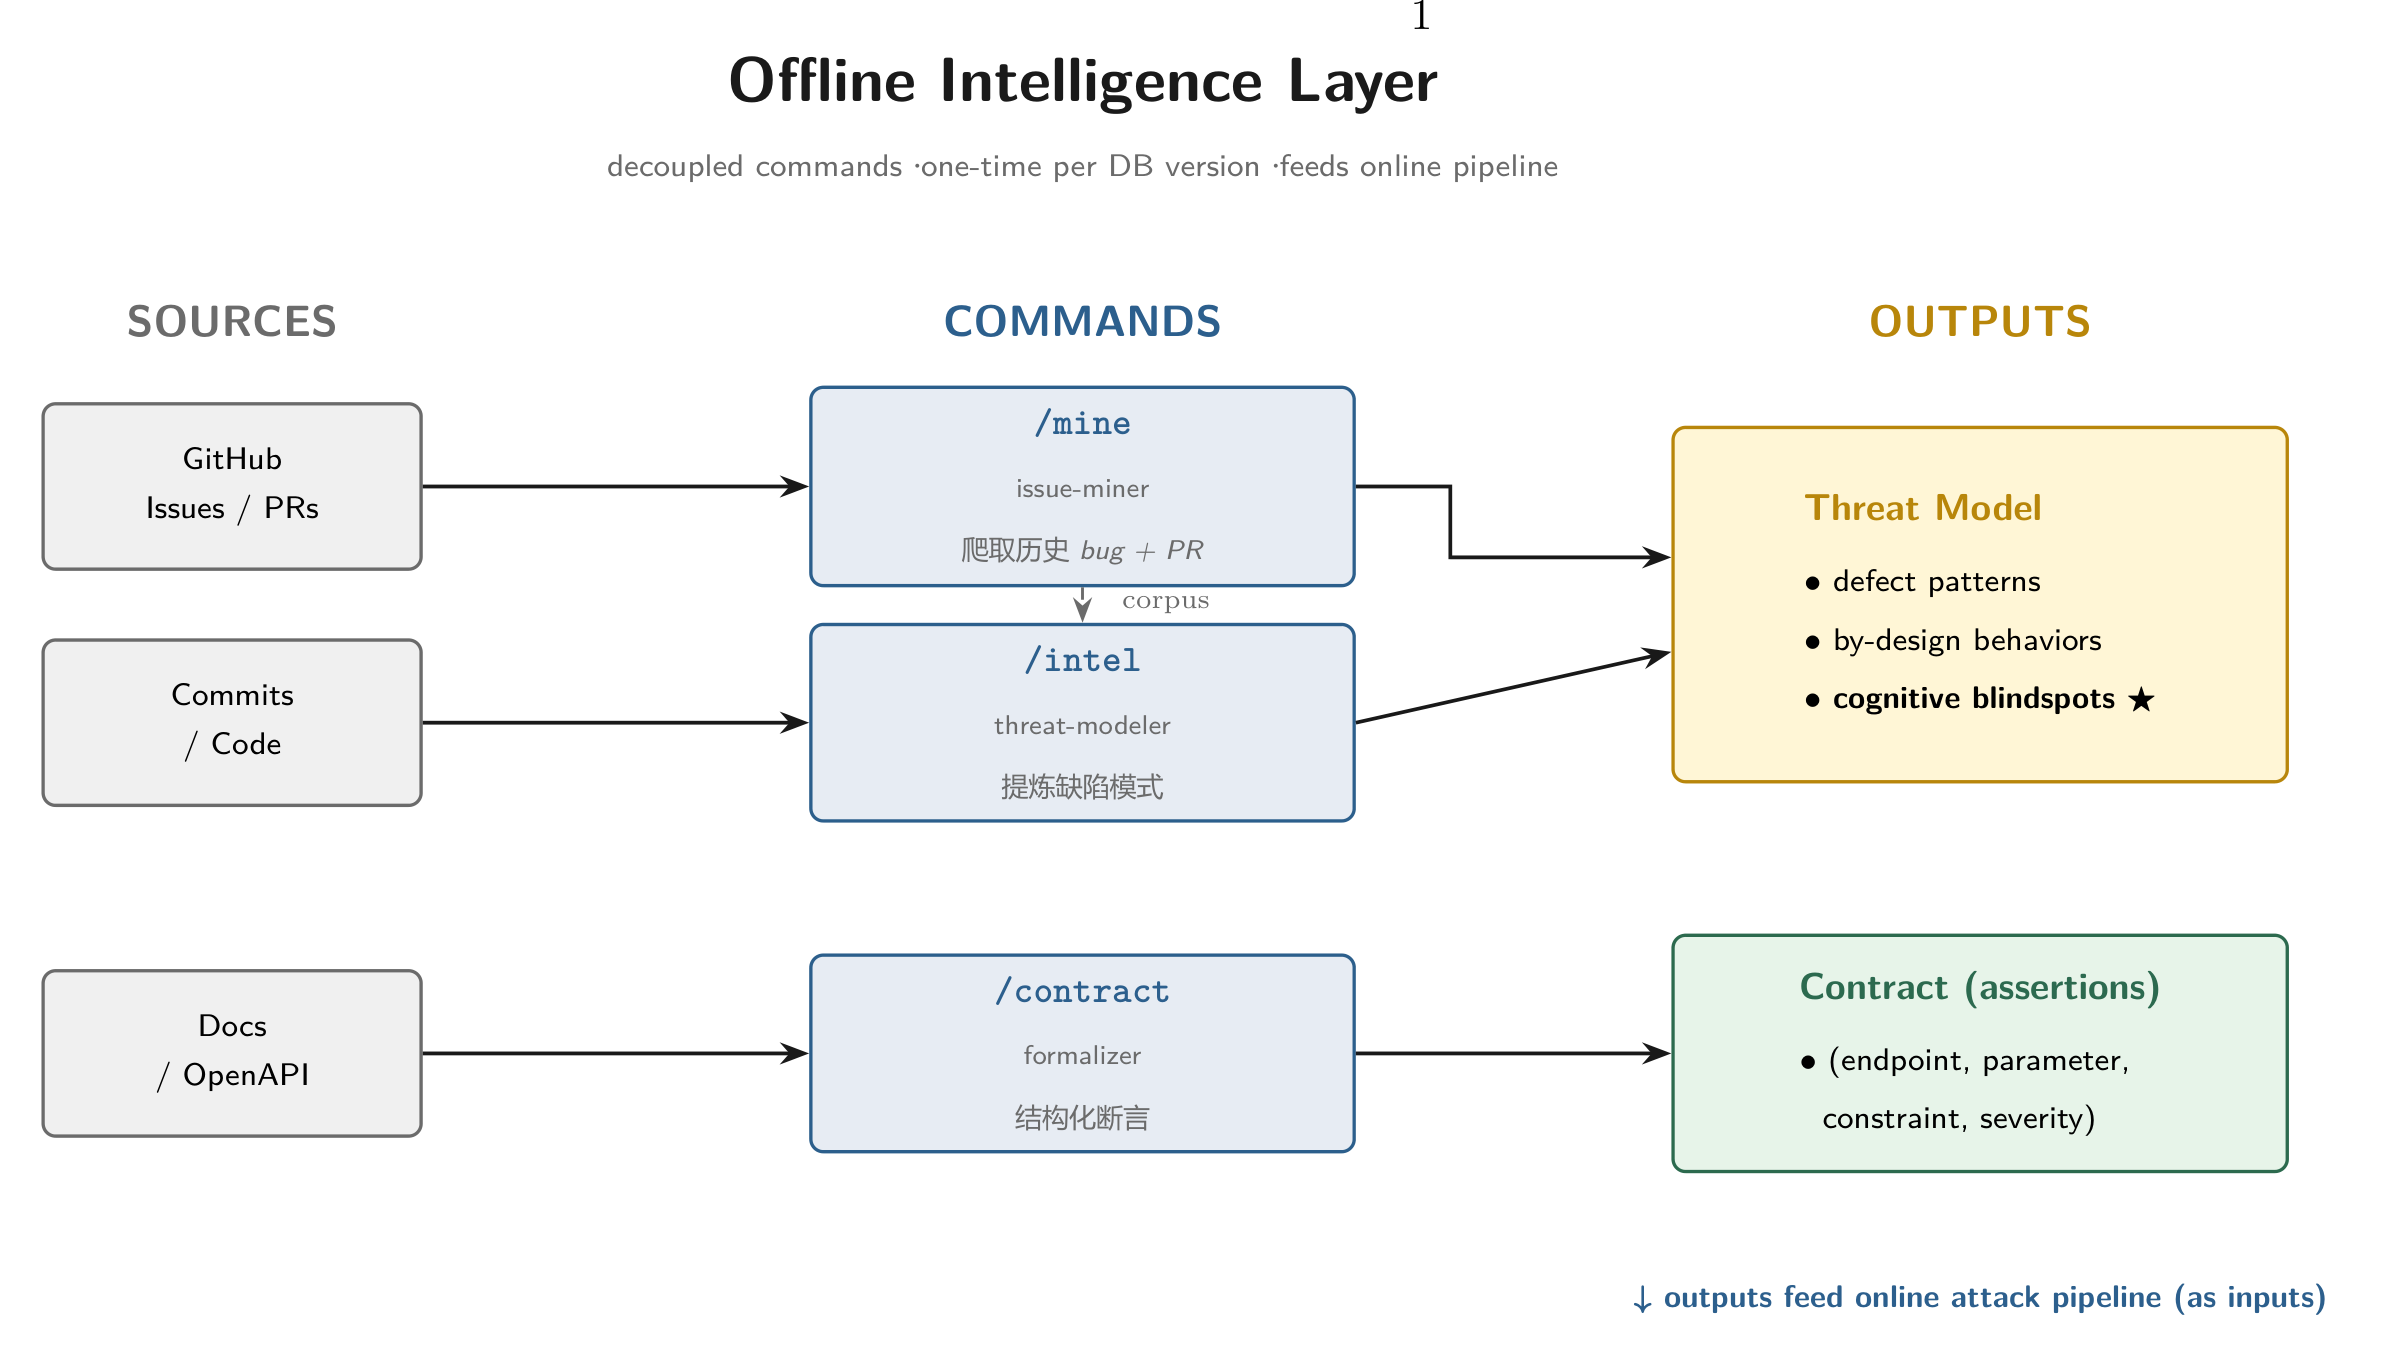 1
Offline Intelligence Layer
decoupled commands ·one-time per DB version ·feeds online pipeline
SOURCES
COMMANDS
OUTPUTS
GitHub
Issues / PRs
/mine
issue-miner
爬取历史 bug + PR
corpus
Commits
/ Code
/intel
threat-modeler
提炼缺陷模式
Threat Model
• defect patterns
• by-design behaviors
• cognitive blindspots ★
Docs
/ OpenAPI
/contract
formalizer
结构化断言
Contract (assertions)
• (endpoint, parameter,
constraint, severity)
↓ outputs feed online attack pipeline (as inputs)